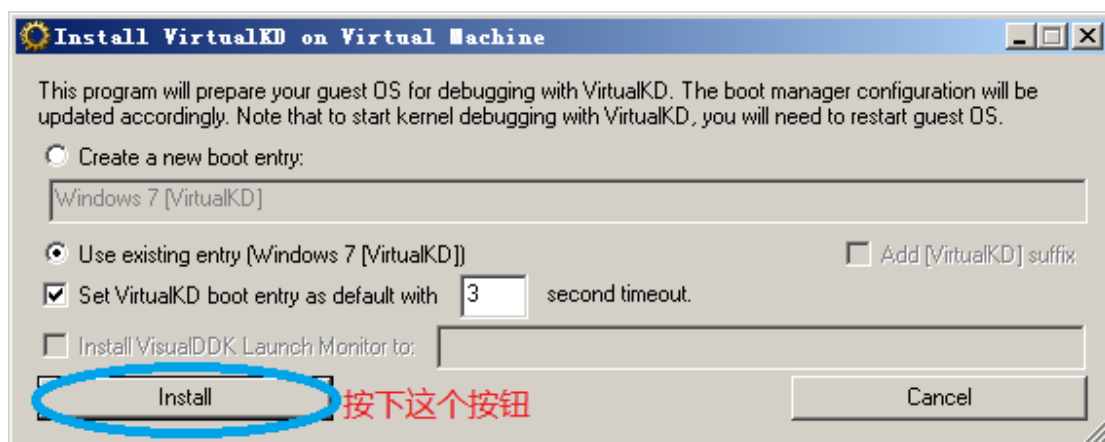 Install VirtualKD on Virtual Machine
This program will prepare your guest OS for debugging with VirtualKD. The boot manager configuration will be
updated accordingly. Note that to start kernel debugging with VirtualKD, you will need to restart guest OS.
Create a new boot entry:
Windows 7 [VirtualKD]
Use existing entry (Windows 7 [VirtualKD]) Add [VirtualKD] suffix
Set VirtualKD boot entry as default with 3 second timeout.
Install VisualDDK Launch Monitor to:
Install 按下这个按钮 Cancel